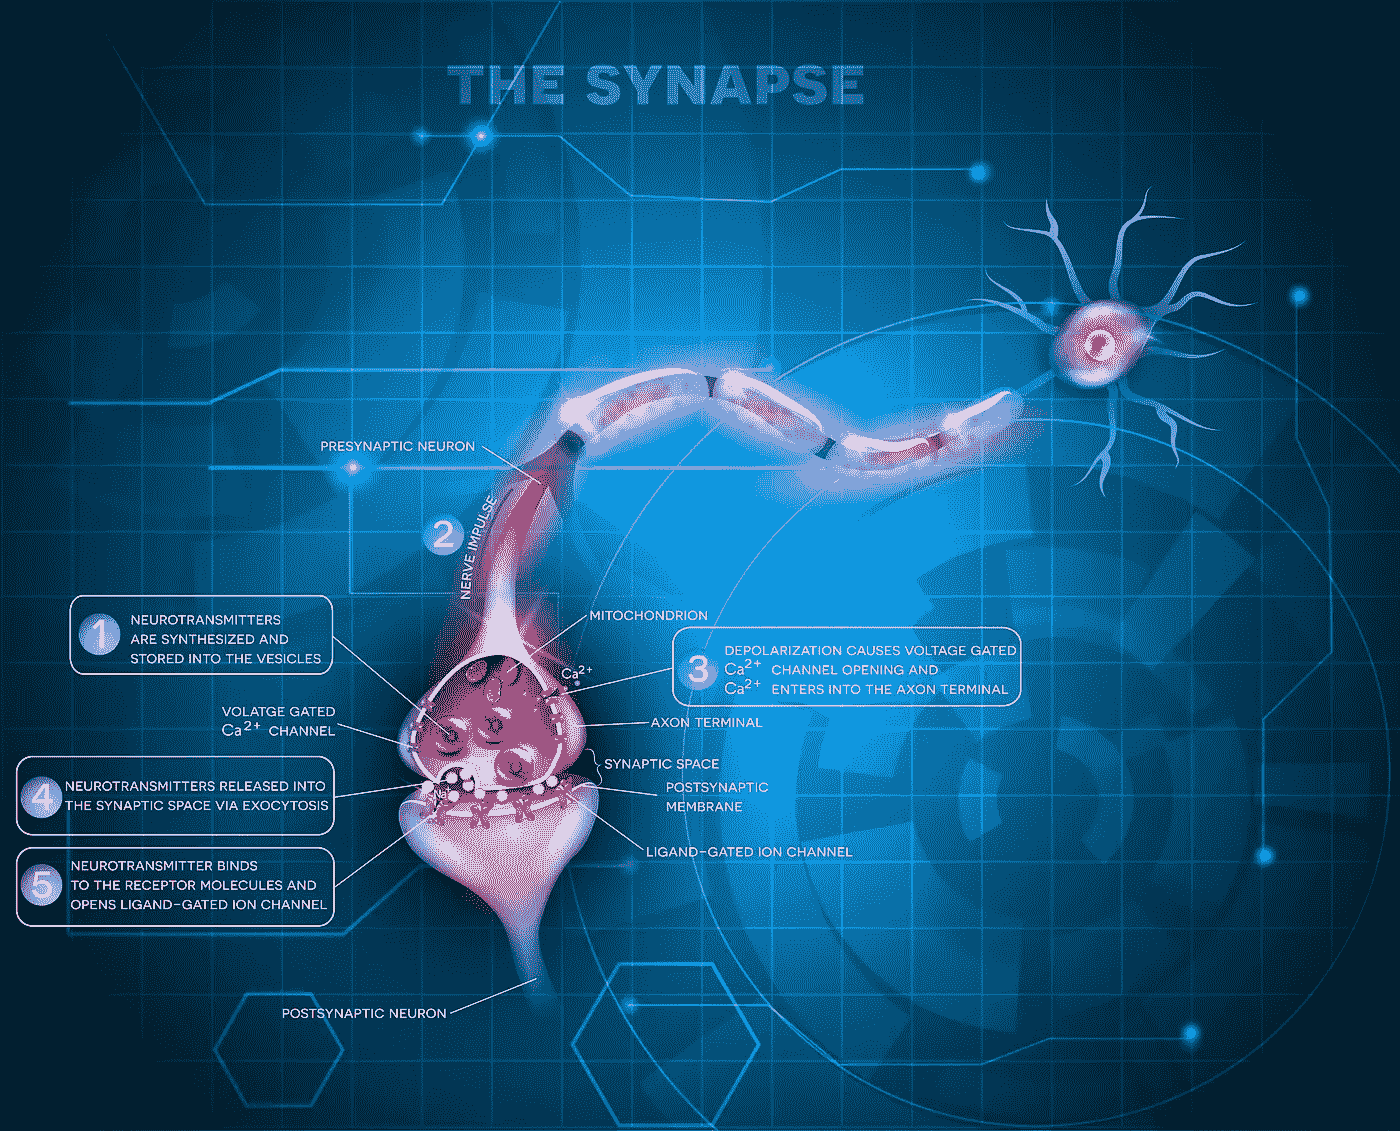 THE SYNAPSE
PRESYNAPTIC NEURON
2
NERVE IMPULSE
1
NEUROTRANSMITTERS
ARE SYNTHESIZED AND
STORED INTO THE VESICLES
MITOCHONDRION
Ca2+
3
DEPOLARIZATION CAUSES VOLTAGE GATED
Ca2+ CHANNEL OPENING AND
Ca2+ ENTERS INTO THE AXON TERMINAL
VOLATGE GATED
Ca2+ CHANNEL
AXON TERMINAL
SYNAPTIC SPACE
4
NEUROTRANSMITTERS RELEASED INTO
THE SYNAPTIC SPACE VIA EXOCYTOSIS
Na+
POSTSYNAPTIC
MEMBRANE
LIGAND-GATED ION CHANNEL
5
NEUROTRANSMITTER BINDS
TO THE RECEPTOR MOLECULES AND
OPENS LIGAND-GATED ION CHANNEL
POSTSYNAPTIC NEURON